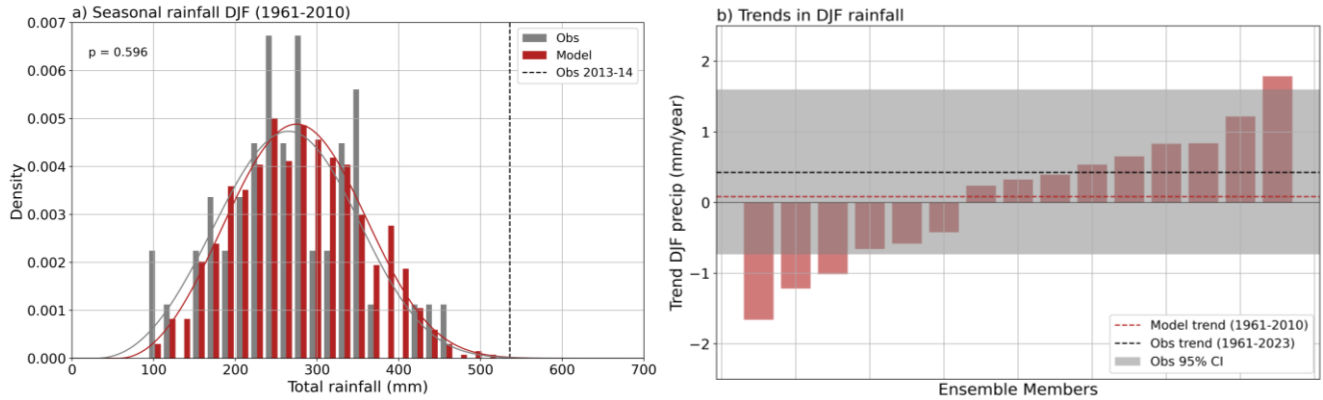 a) Seasonal rainfall DJF (1961-2010)
0.007
0.006
0.005
0.004
0.003
0.002
0.001
0.000
Density
p = 0.596
Obs
Model
Obs 2013-14
0 100 200 300 400 500 600 700
Total rainfall (mm)
b) Trends in DJF rainfall
2
1
0
−1
−2
Trend DJF precip (mm/year)
Model trend (1961-2010)
Obs trend (1961-2023)
Obs 95% CI
Ensemble Members